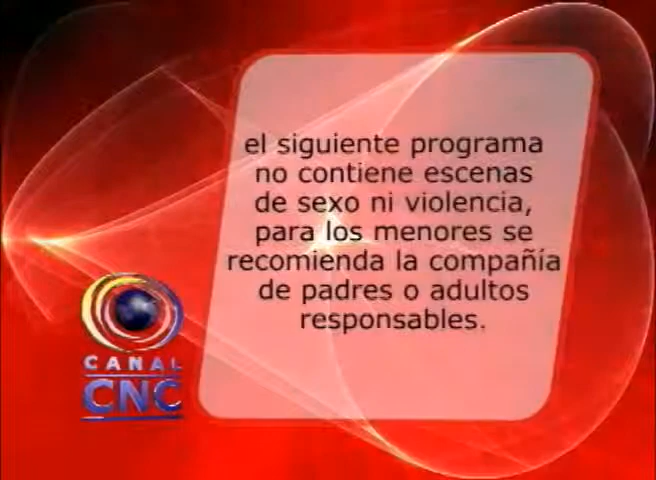 el siguiente programa
no contiene escenas
de sexo ni violencia,
para los menores se
recomienda la compañía
de padres o adultos
responsables.
CANAL
CNC